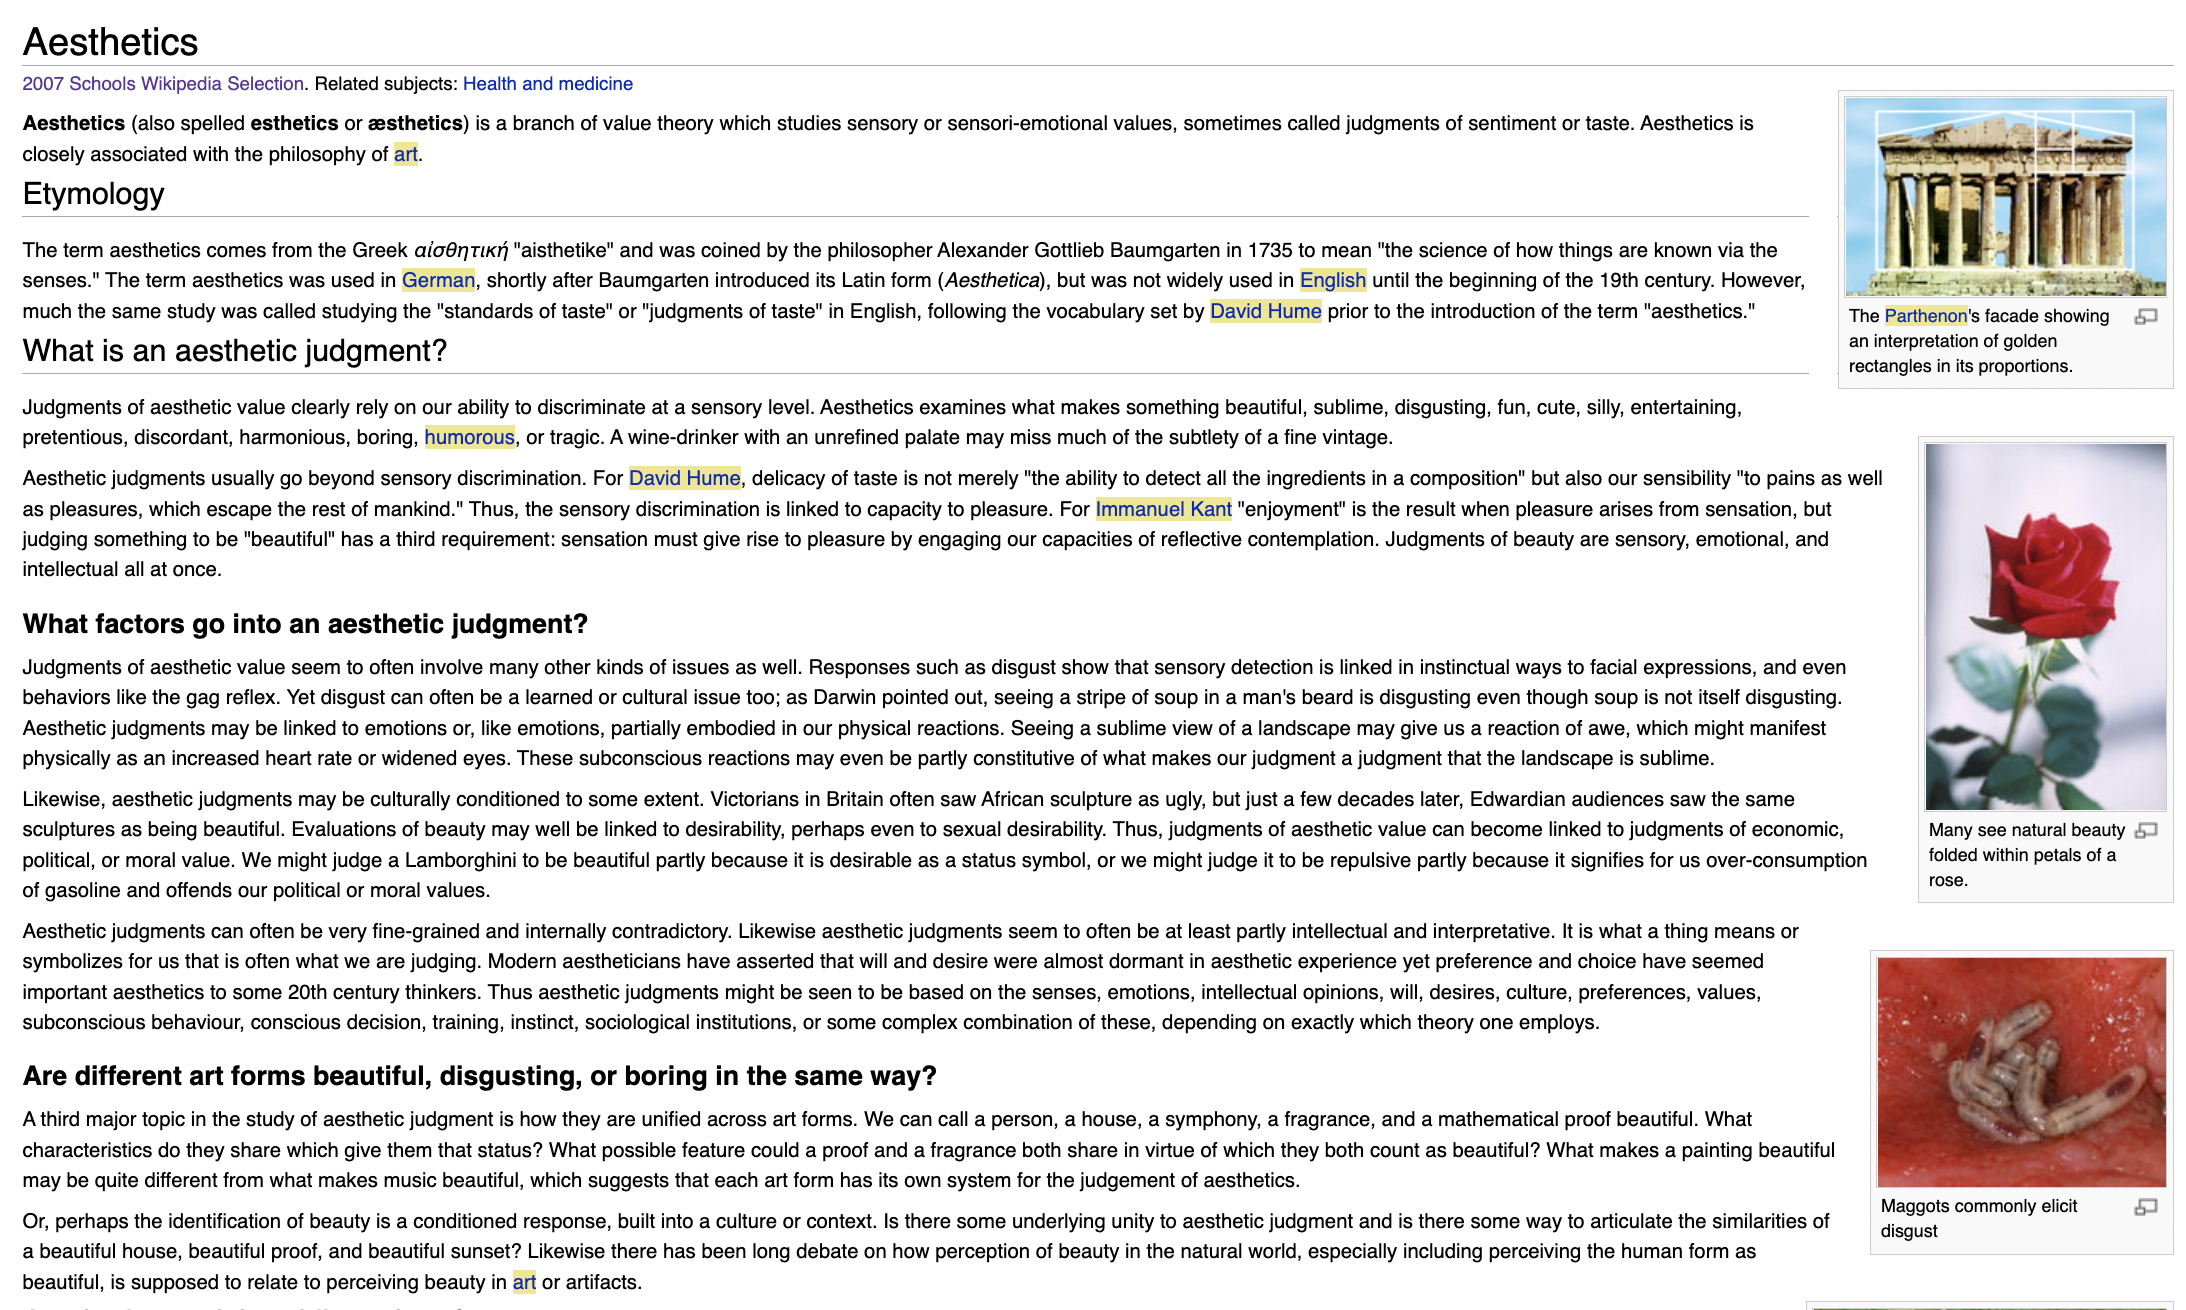 Aesthetics
2007 Schools Wikipedia Selection. Related subjects: Health and medicine
Aesthetics (also spelled esthetics or æsthetics) is a branch of value theory which studies sensory or sensori-emotional values, sometimes called judgments of sentiment or taste. Aesthetics is
closely associated with the philosophy of art.
Etymology
The term aesthetics comes from the Greek αἰσθητική "aisthetike" and was coined by the philosopher Alexander Gottlieb Baumgarten in 1735 to mean "the science of how things are known via the
senses." The term aesthetics was used in German, shortly after Baumgarten introduced its Latin form (Aesthetica), but was not widely used in English until the beginning of the 19th century. However,
much the same study was called studying the "standards of taste" or "judgments of taste" in English, following the vocabulary set by David Hume prior to the introduction of the term "aesthetics."
The Parthenon's facade showing
an interpretation of golden
rectangles in its proportions.
What is an aesthetic judgment?
Judgments of aesthetic value clearly rely on our ability to discriminate at a sensory level. Aesthetics examines what makes something beautiful, sublime, disgusting, fun, cute, silly, entertaining,
pretentious, discordant, harmonious, boring, humorous, or tragic. A wine-drinker with an unrefined palate may miss much of the subtlety of a fine vintage.
Aesthetic judgments usually go beyond sensory discrimination. For David Hume, delicacy of taste is not merely "the ability to detect all the ingredients in a composition" but also our sensibility "to pains as well
as pleasures, which escape the rest of mankind." Thus, the sensory discrimination is linked to capacity to pleasure. For Immanuel Kant "enjoyment" is the result when pleasure arises from sensation, but
judging something to be "beautiful" has a third requirement: sensation must give rise to pleasure by engaging our capacities of reflective contemplation. Judgments of beauty are sensory, emotional, and
intellectual all at once.
What factors go into an aesthetic judgment?
Judgments of aesthetic value seem to often involve many other kinds of issues as well. Responses such as disgust show that sensory detection is linked in instinctual ways to facial expressions, and even
behaviors like the gag reflex. Yet disgust can often be a learned or cultural issue too; as Darwin pointed out, seeing a stripe of soup in a man's beard is disgusting even though soup is not itself disgusting.
Aesthetic judgments may be linked to emotions or, like emotions, partially embodied in our physical reactions. Seeing a sublime view of a landscape may give us a reaction of awe, which might manifest
physically as an increased heart rate or widened eyes. These subconscious reactions may even be partly constitutive of what makes our judgment a judgment that the landscape is sublime.
Likewise, aesthetic judgments may be culturally conditioned to some extent. Victorians in Britain often saw African sculpture as ugly, but just a few decades later, Edwardian audiences saw the same
sculptures as being beautiful. Evaluations of beauty may well be linked to desirability, perhaps even to sexual desirability. Thus, judgments of aesthetic value can become linked to judgments of economic,
political, or moral value. We might judge a Lamborghini to be beautiful partly because it is desirable as a status symbol, or we might judge it to be repulsive partly because it signifies for us over-consumption
of gasoline and offends our political or moral values.
Many see natural beauty
folded within petals of a
rose.
Aesthetic judgments can often be very fine-grained and internally contradictory. Likewise aesthetic judgments seem to often be at least partly intellectual and interpretative. It is what a thing means or
symbolizes for us that is often what we are judging. Modern aestheticians have asserted that will and desire were almost dormant in aesthetic experience yet preference and choice have seemed
important aesthetics to some 20th century thinkers. Thus aesthetic judgments might be seen to be based on the senses, emotions, intellectual opinions, will, desires, culture, preferences, values,
subconscious behaviour, conscious decision, training, instinct, sociological institutions, or some complex combination of these, depending on exactly which theory one employs.
Are different art forms beautiful, disgusting, or boring in the same way?
A third major topic in the study of aesthetic judgment is how they are unified across art forms. We can call a person, a house, a symphony, a fragrance, and a mathematical proof beautiful. What
characteristics do they share which give them that status? What possible feature could a proof and a fragrance both share in virtue of which they both count as beautiful? What makes a painting beautiful
may be quite different from what makes music beautiful, which suggests that each art form has its own system for the judgement of aesthetics.
Or, perhaps the identification of beauty is a conditioned response, built into a culture or context. Is there some underlying unity to aesthetic judgment and is there some way to articulate the similarities of
a beautiful house, beautiful proof, and beautiful sunset? Likewise there has been long debate on how perception of beauty in the natural world, especially including perceiving the human form as
beautiful, is supposed to relate to perceiving beauty in art or artifacts.
Maggots commonly elicit
disgust